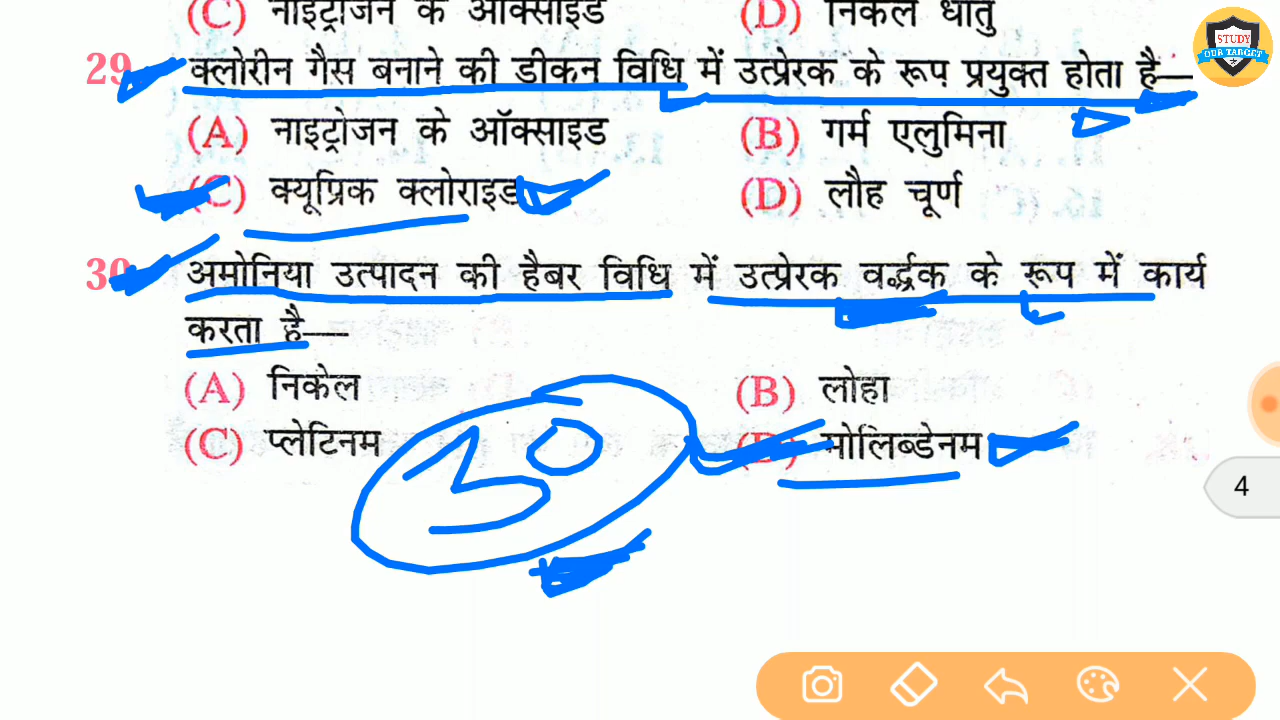 (C) नाइट्रोजन के ऑक्साइड (D) निकेल धातु
29. क्लोरीन गैस बनाने की डीकन विधि में उत्प्रेरक के रूप प्रयुक्त होता है—
(A) नाइट्रोजन के ऑक्साइड (B) गर्म एलुमिना
(C) क्यूप्रिक क्लोराइड (D) लौह चूर्ण
30. अमोनिया उत्पादन की हैबर विधि में उत्प्रेरक वर्द्धक के रूप में कार्य
करता है—
(A) निकेल (B) लोहा
(C) प्लेटिनम (D) मोलिब्डेनम
30
4
STUDY
OUR TARGET